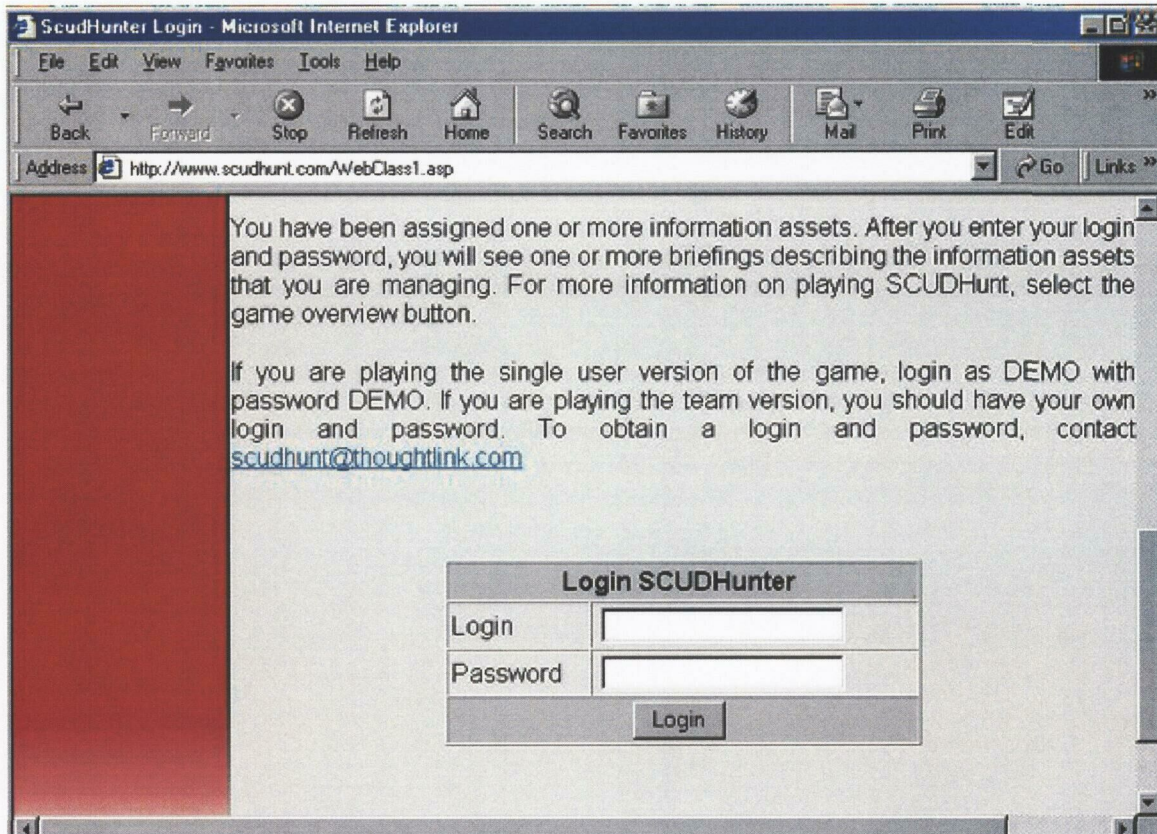 ScudHunter Login - Microsoft Internet Explorer
File Edit View Favorites Tools Help
Back Forward Stop Refresh Home Search Favorites History Mail Print Edit »
Address http://www.scudhunt.com/WebClass1.asp Go Links »
You have been assigned one or more information assets. After you enter your login
and password, you will see one or more briefings describing the information assets
that you are managing. For more information on playing SCUDHunt, select the
game overview button.
If you are playing the single user version of the game, login as DEMO with
password DEMO. If you are playing the team version, you should have your own
login and password. To obtain a login and password, contact
scudhunt@thoughtlink.com
Login SCUDHunter
Login
Password
Login